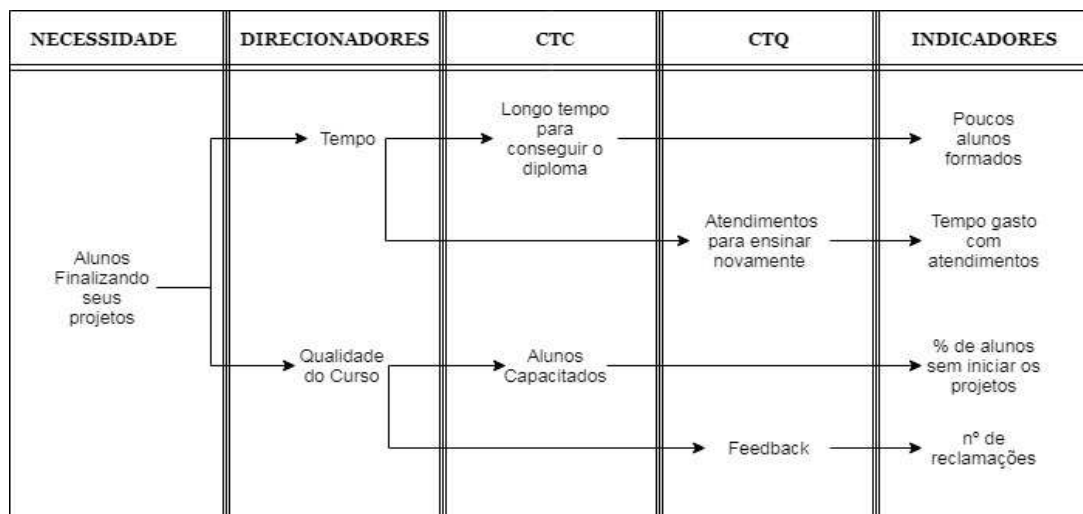 NECESSIDADE
DIRECIONADORES
CTC
CTQ
INDICADORES
Alunos
Finalizando
seus
projetos
Tempo
Longo tempo
para
conseguir o
diploma
Poucos
alunos
formados
Atendimentos
para ensinar
novamente
Tempo gasto
com
atendimentos
Qualidade
do Curso
Alunos
Capacitados
% de alunos
sem iniciar os
projetos
Feedback
nº de
reclamações